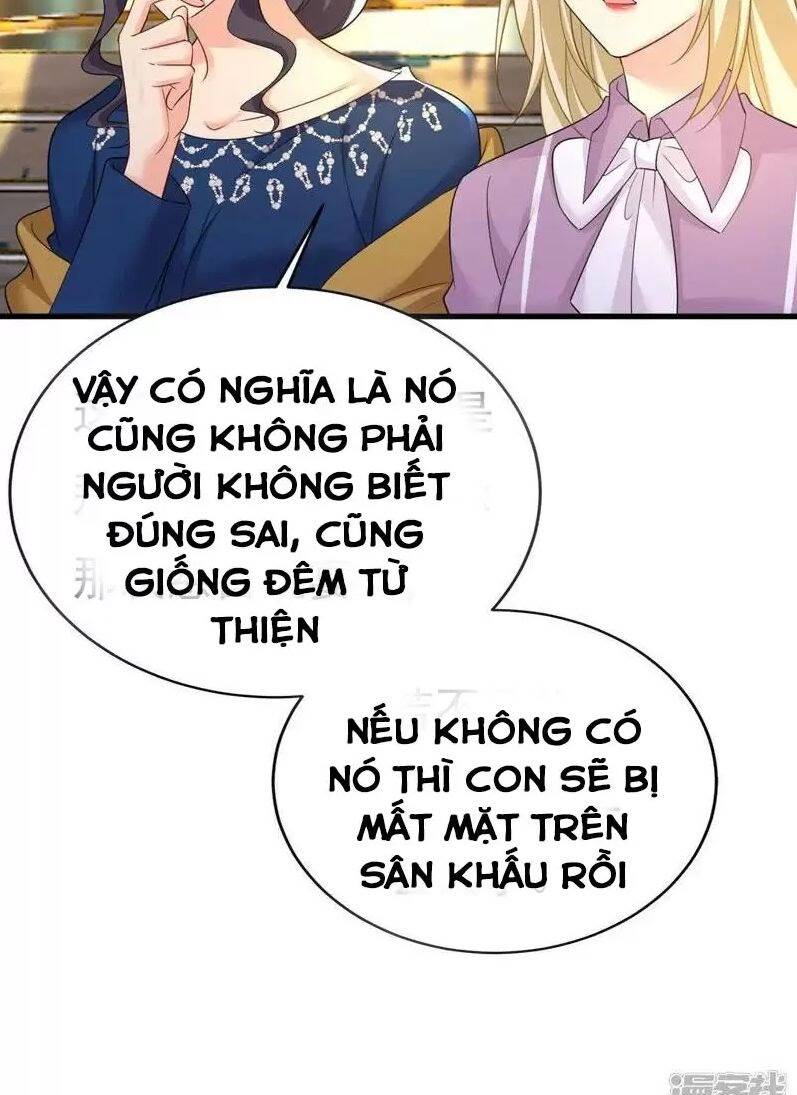 VẬY CÓ NGHĨA LÀ NÓ
CŨNG KHÔNG PHẢI
NGƯỜI KHÔNG BIẾT
ĐÚNG SAI, CŨNG
GIỐNG ĐÊM TỪ
THIỆN
NẾU KHÔNG CÓ
NÓ THÌ CON SẼ BỊ
MẤT MẶT TRÊN
SÂN KHẤU RỒI